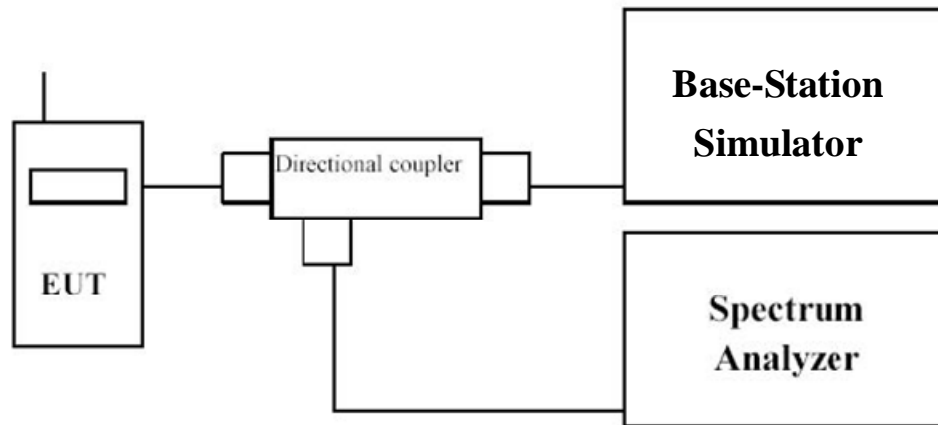 Base-Station
Simulator
Directional coupler
EUT
Spectrum
Analyzer